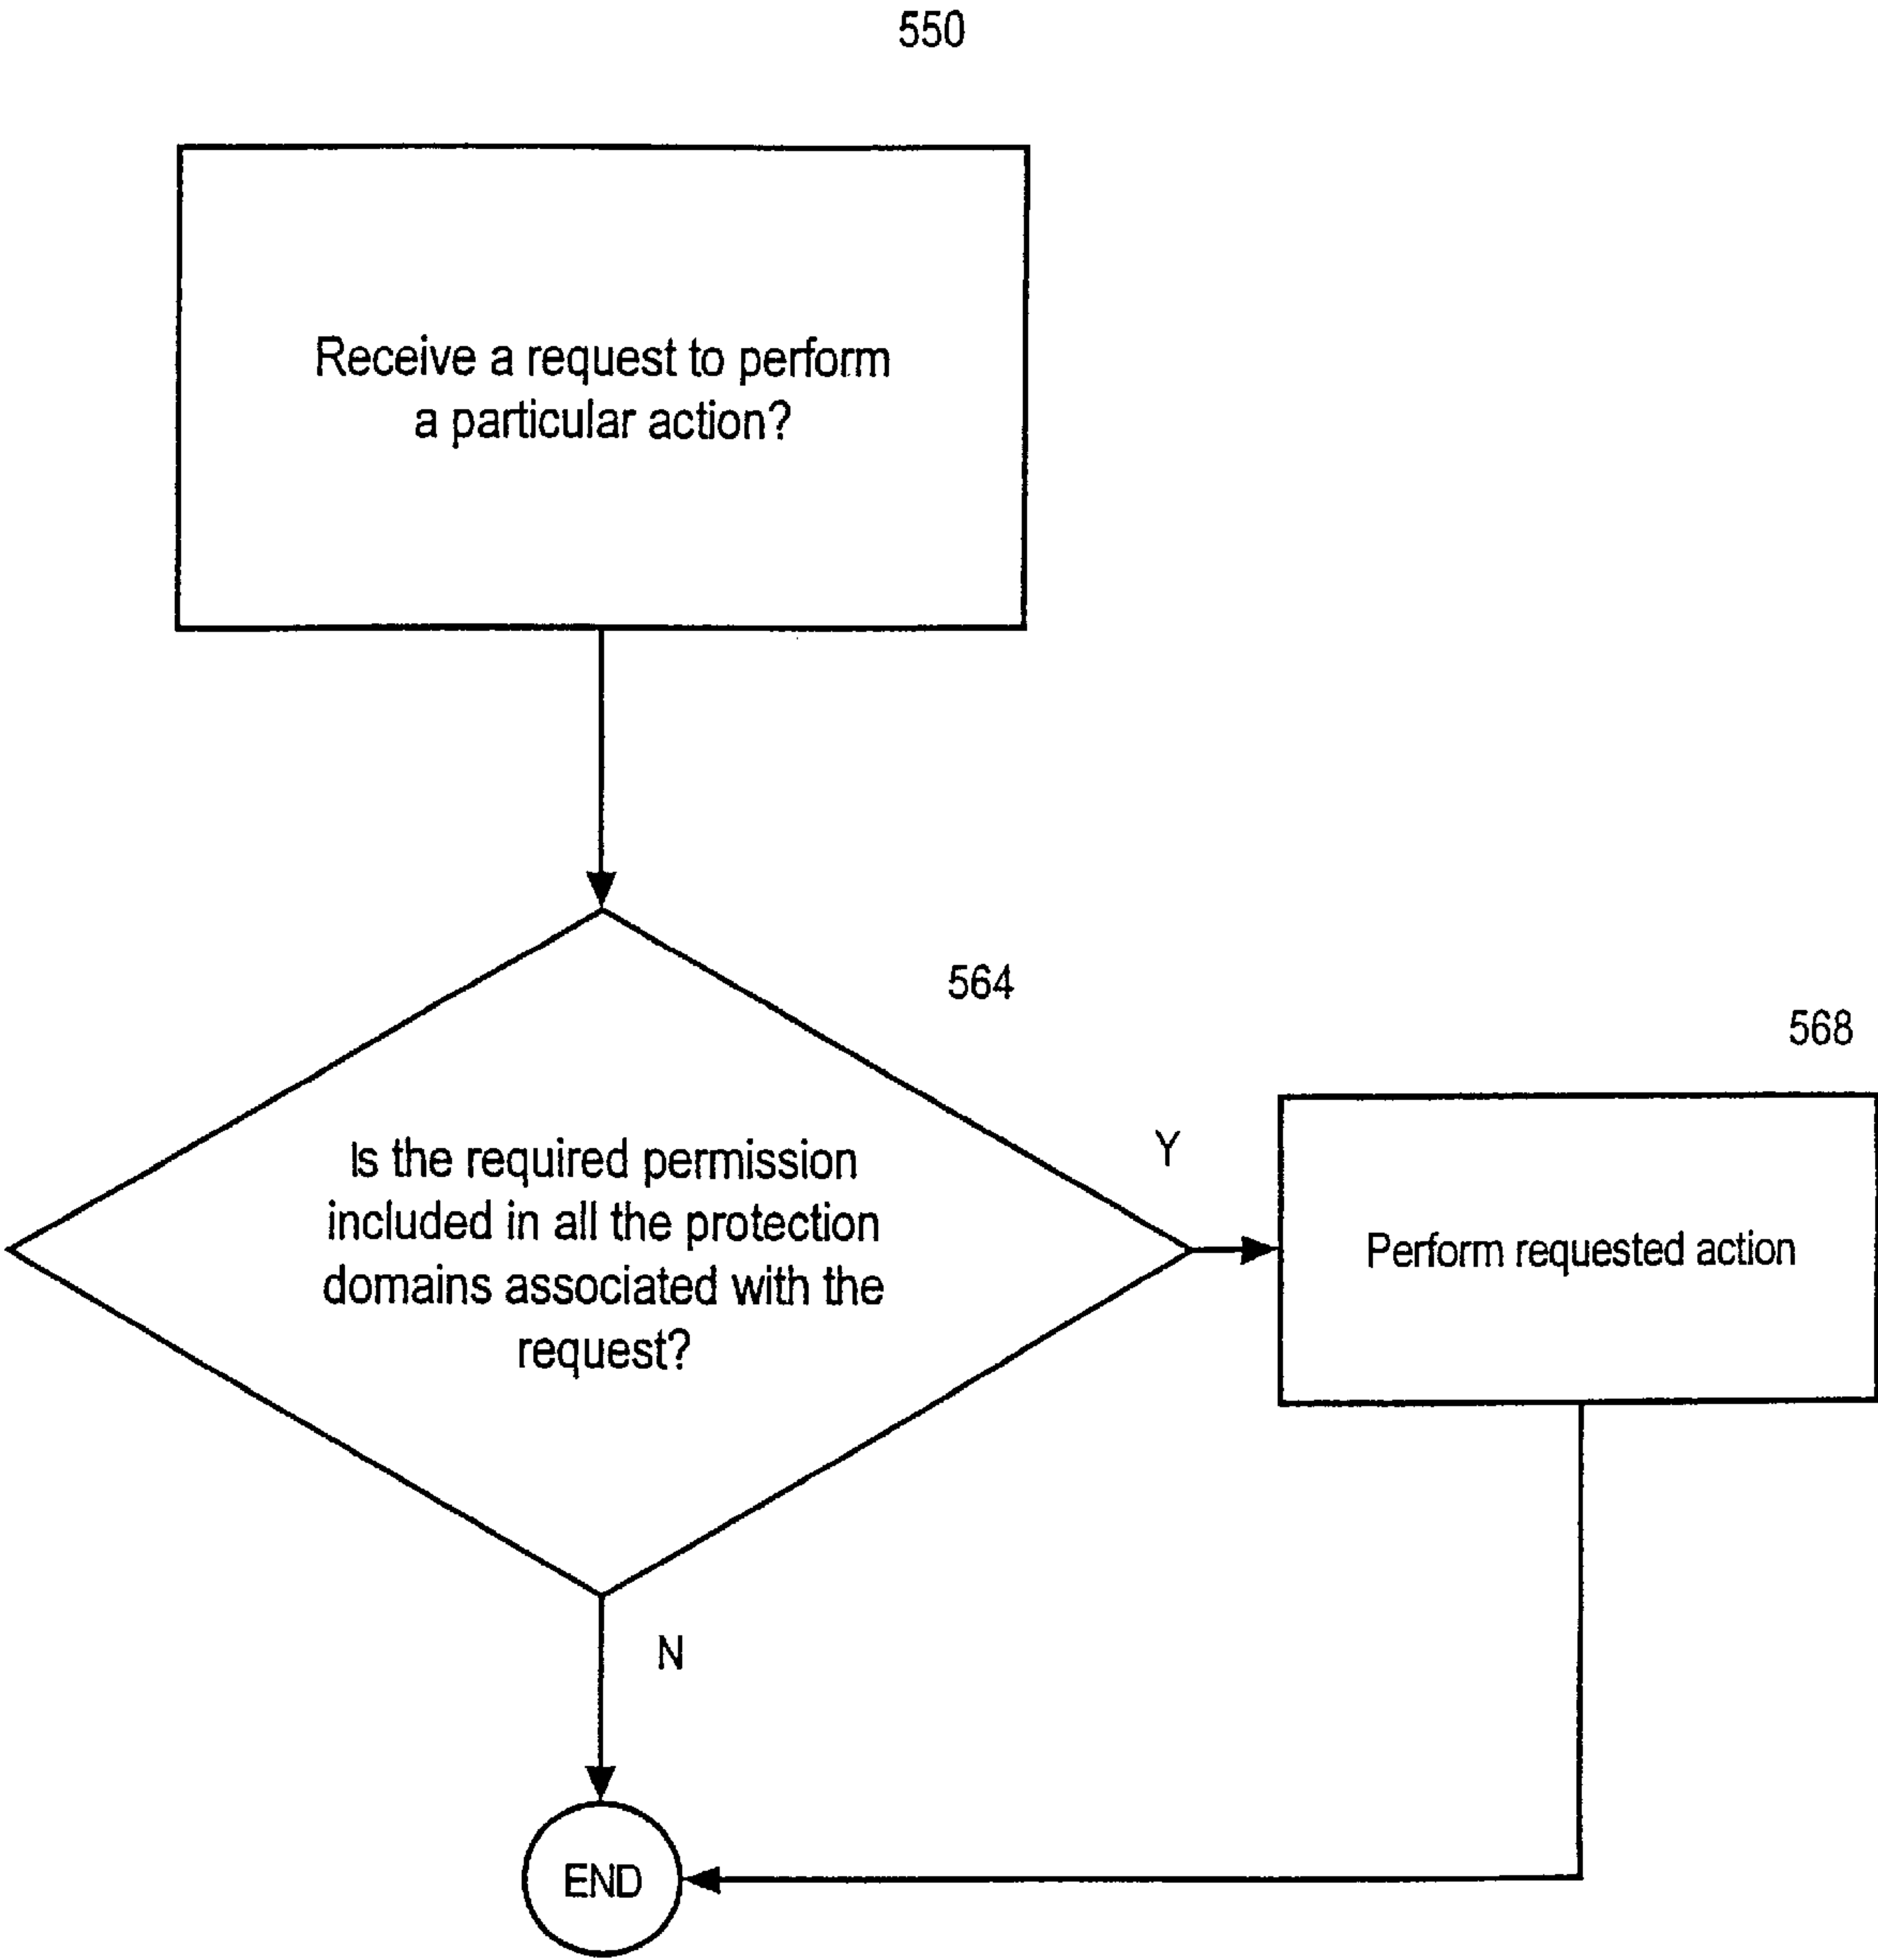 550
Receive a request to perform
a particular action?
564
568
Is the required permission
included in all the protection
domains associated with the
request?
Y
Perform requested action
N
END